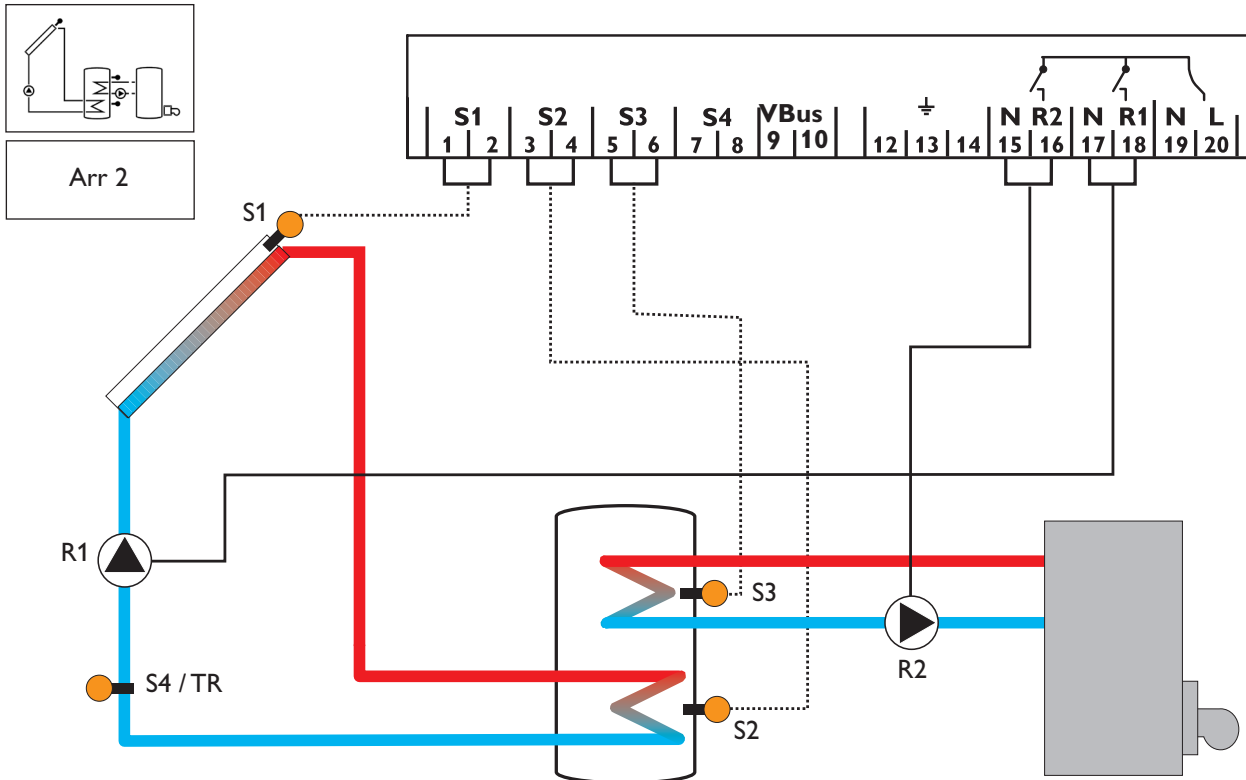 Arr 2
S1 S2 S3 S4 VBus ⏚ N R2 N R1 N L
1 2 3 4 5 6 7 8 9 10 12 13 14 15 16 17 18 19 20
S1
R1
S3
R2
S4 / TR
S2